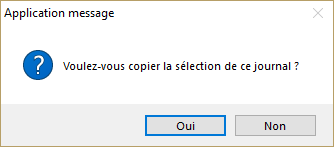 Application message
Voulez-vous copier la sélection de ce journal ?
Oui
Non